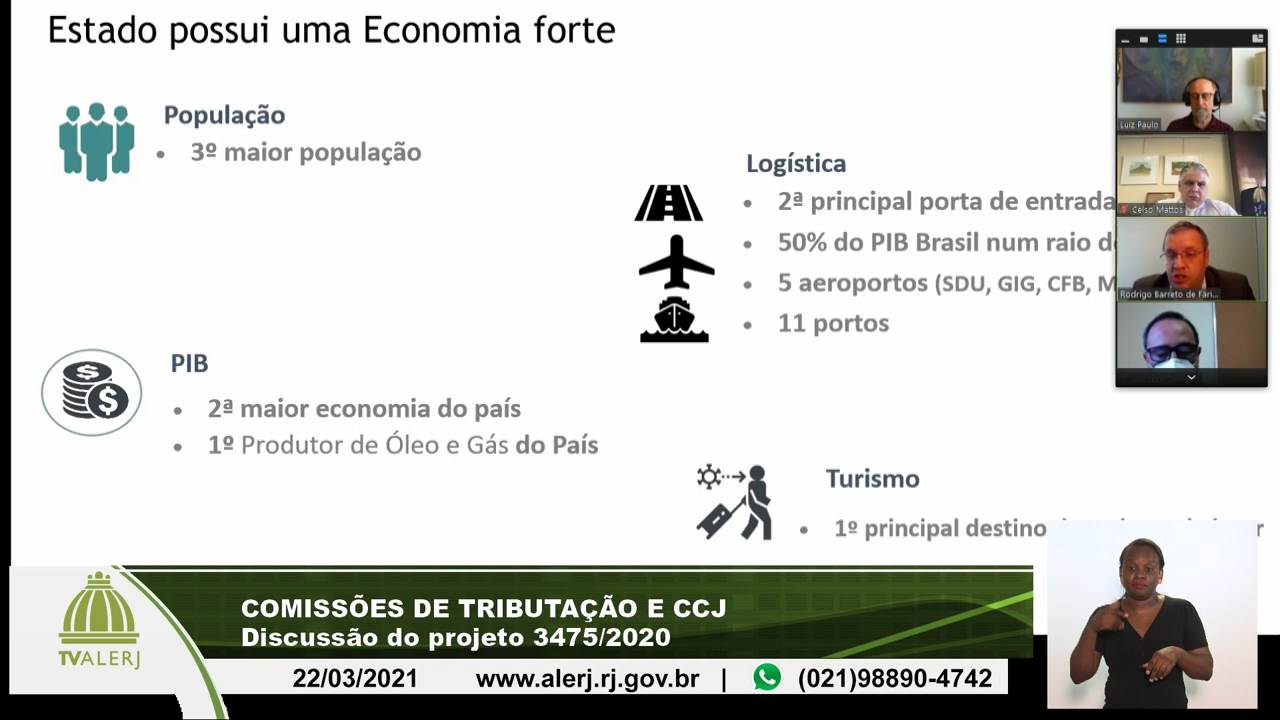 Estado possui uma Economia forte
População
• 3º maior população
Logística
• 2ª principal porta de entrada
• 50% do PIB Brasil num raio
• 5 aeroportos (SDU, GIG, CFB,
• 11 portos
PIB
• 2ª maior economia do país
• 1º Produtor de Óleo e Gás do País
Turismo
• 1º principal destino
Luiz Paulo
Celso Mattos
Rodrigo Barreto de Fari...
COMISSÕES DE TRIBUTAÇÃO E CCJ
Discussão do projeto 3475/2020
TVALERJ
22/03/2021 www.alerj.rj.gov.br | (021)98890-4742